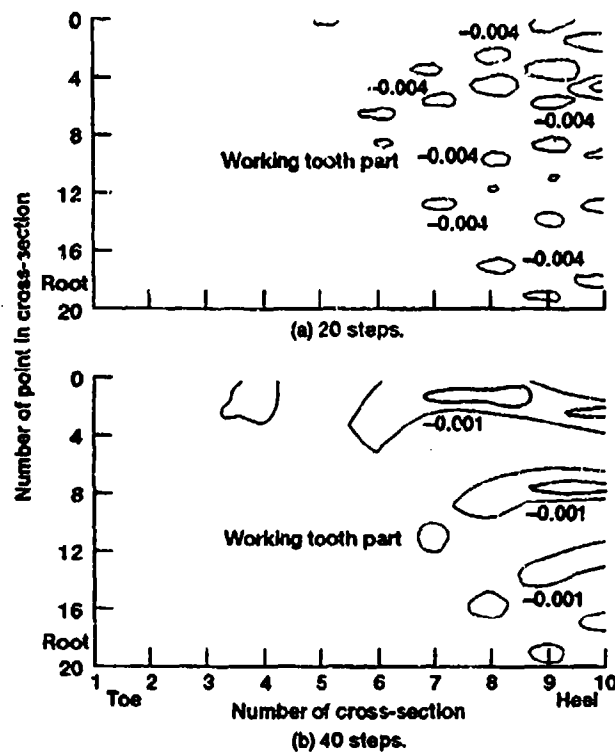 0
4
8
12
16
Root
20
Number of point in cross-section
-0.004
-0.004
-0.004
-0.004
Working tooth part
-0.004
-0.004
-0.004
(a) 20 steps.
0
4
8
12
16
Root
20
-0.001
-0.001
Working tooth part
-0.001
1 2 3 4 5 6 7 8 9 10
Toe
Heel
Number of cross-section
(b) 40 steps.